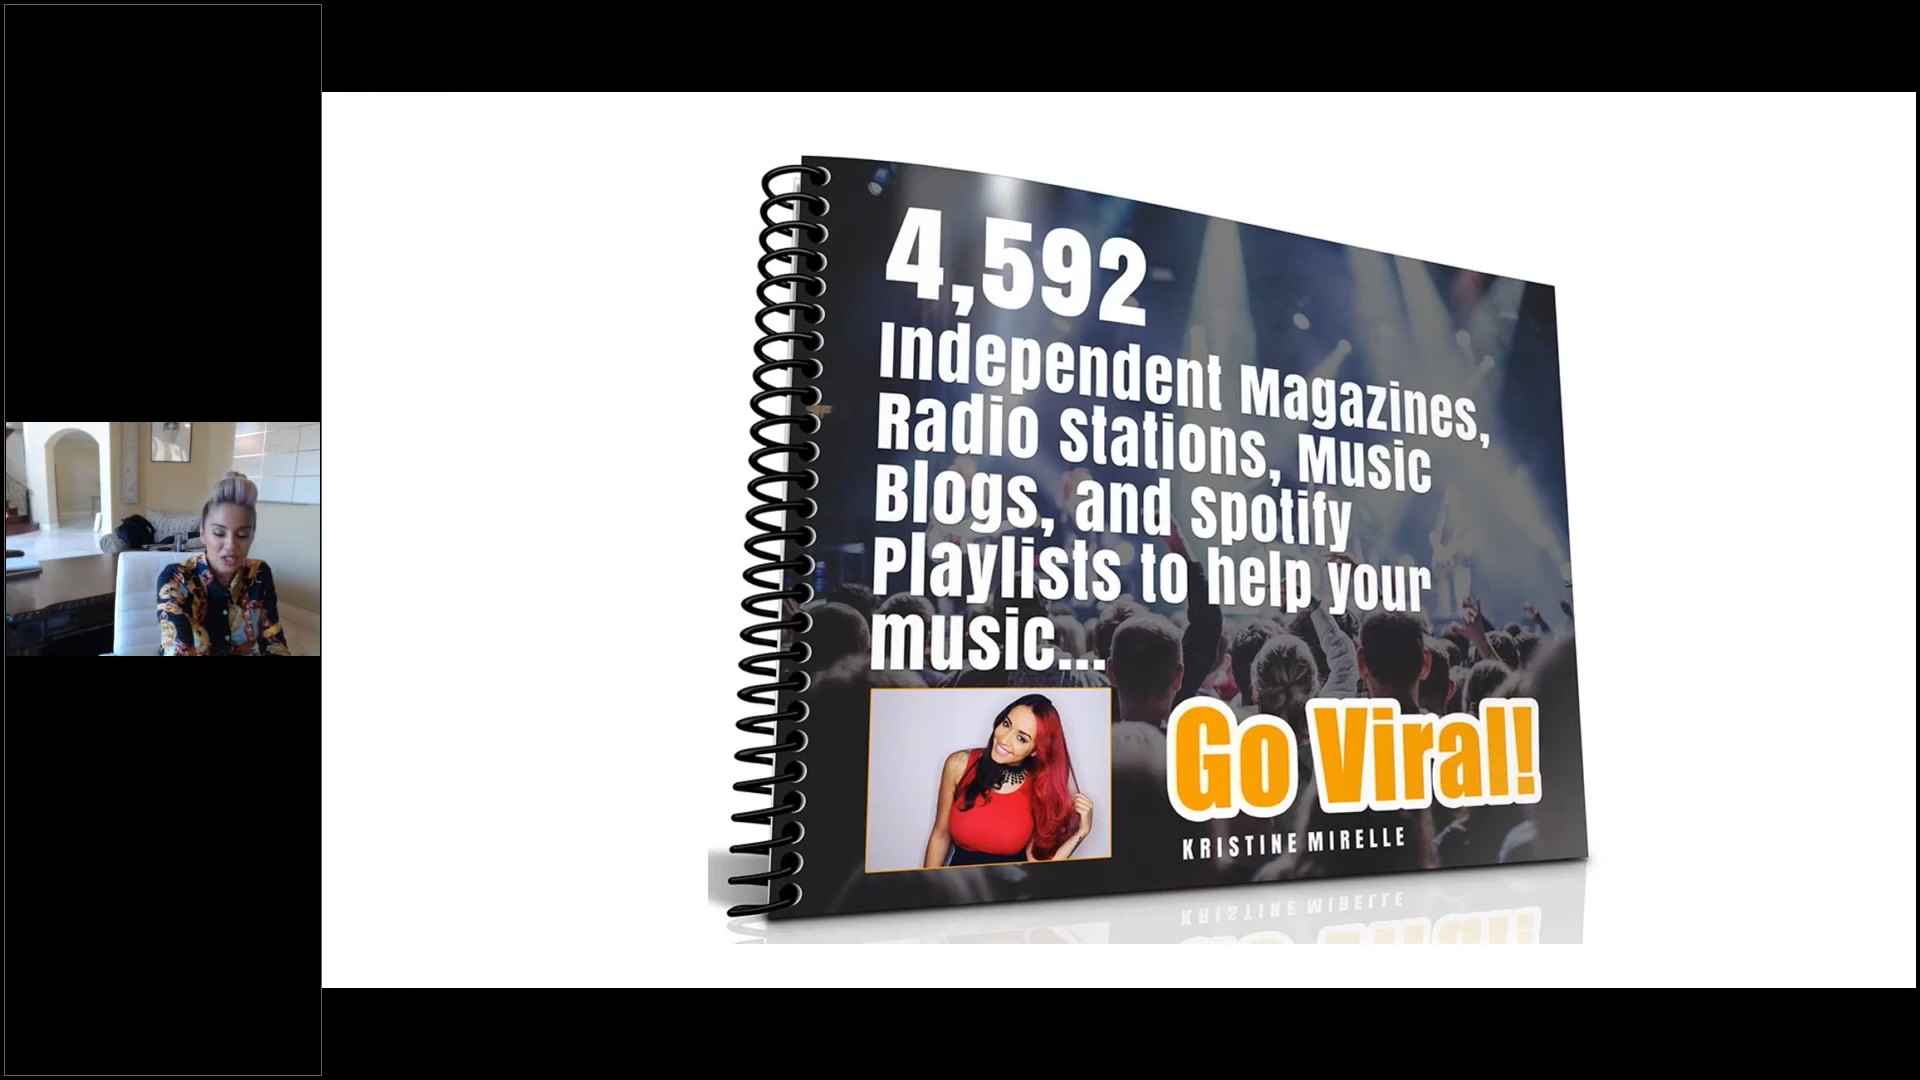 4,592
Independent Magazines,
Radio Stations, Music
Blogs, and Spotify
Playlists to help your
music...
Go Viral!
KRISTINE MIRELLE